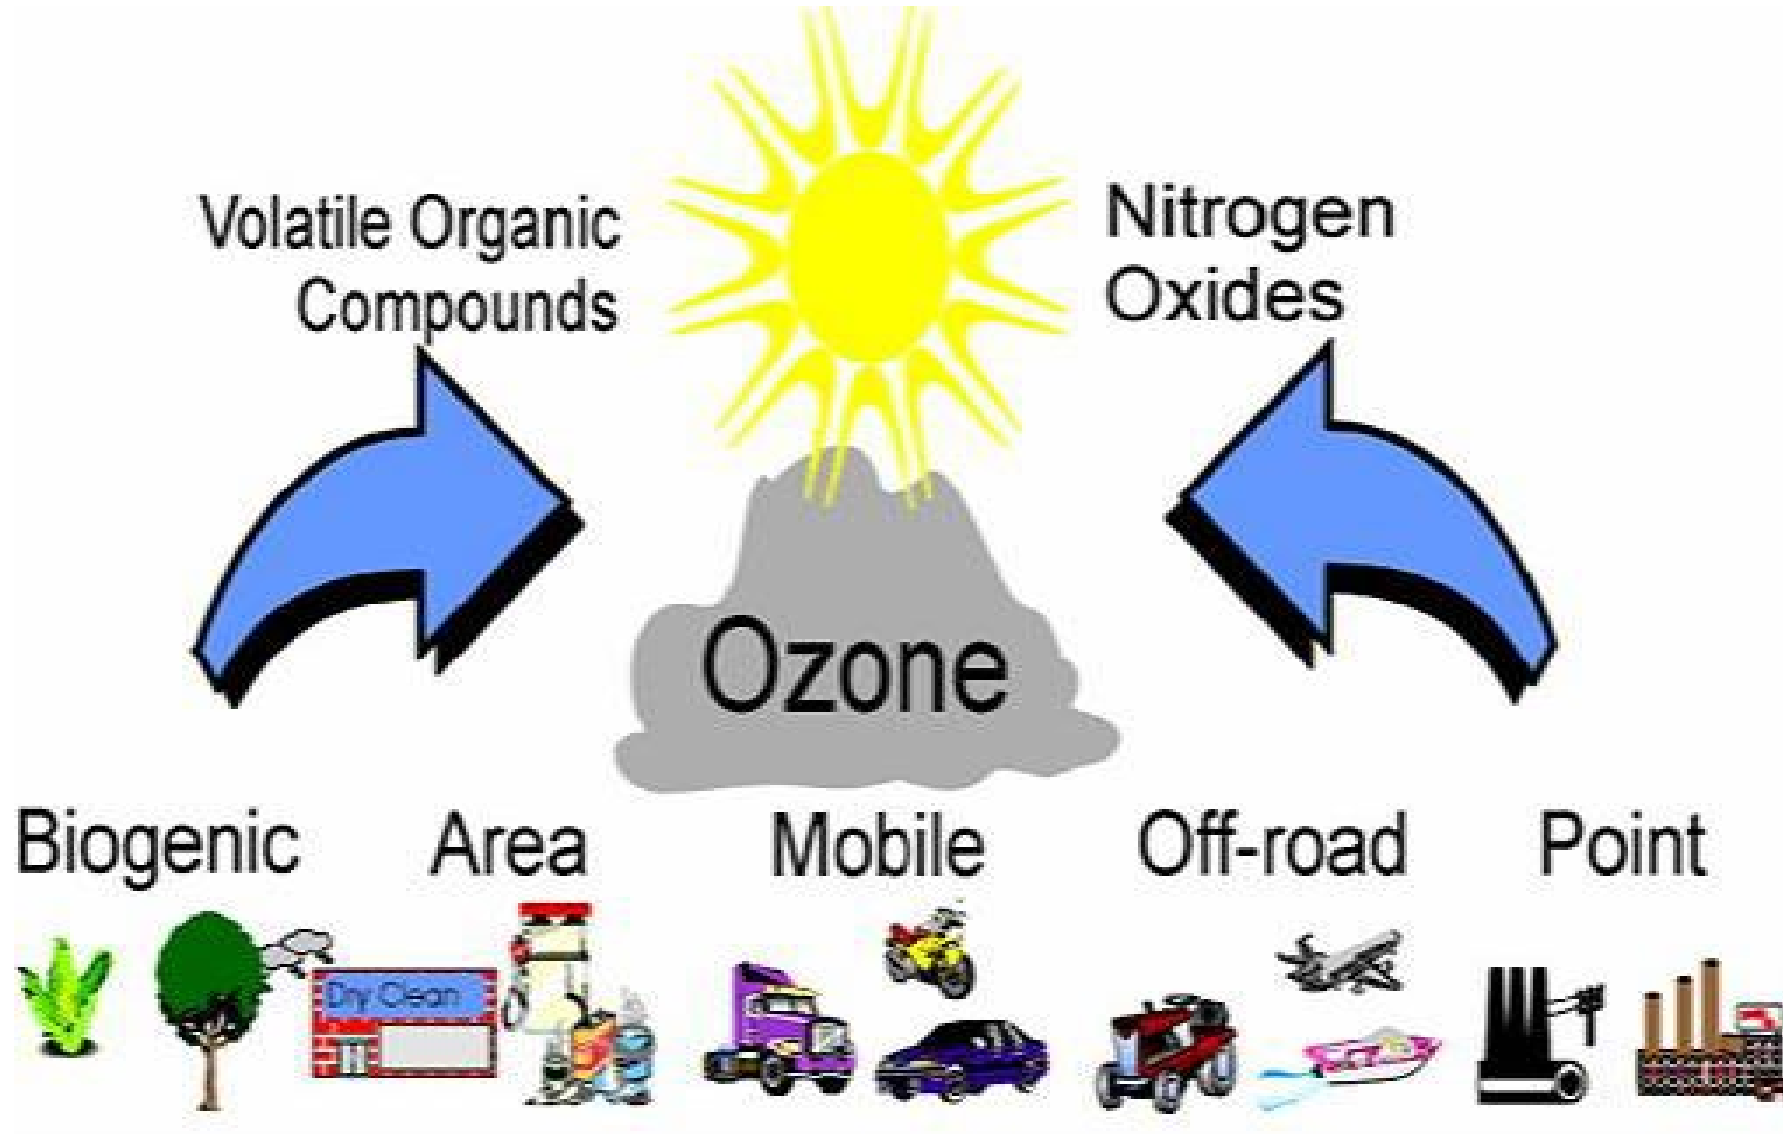 Volatile Organic
Compounds
Nitrogen
Oxides
Ozone
Biogenic
Area
Mobile
Off-road
Point
Dry Clean